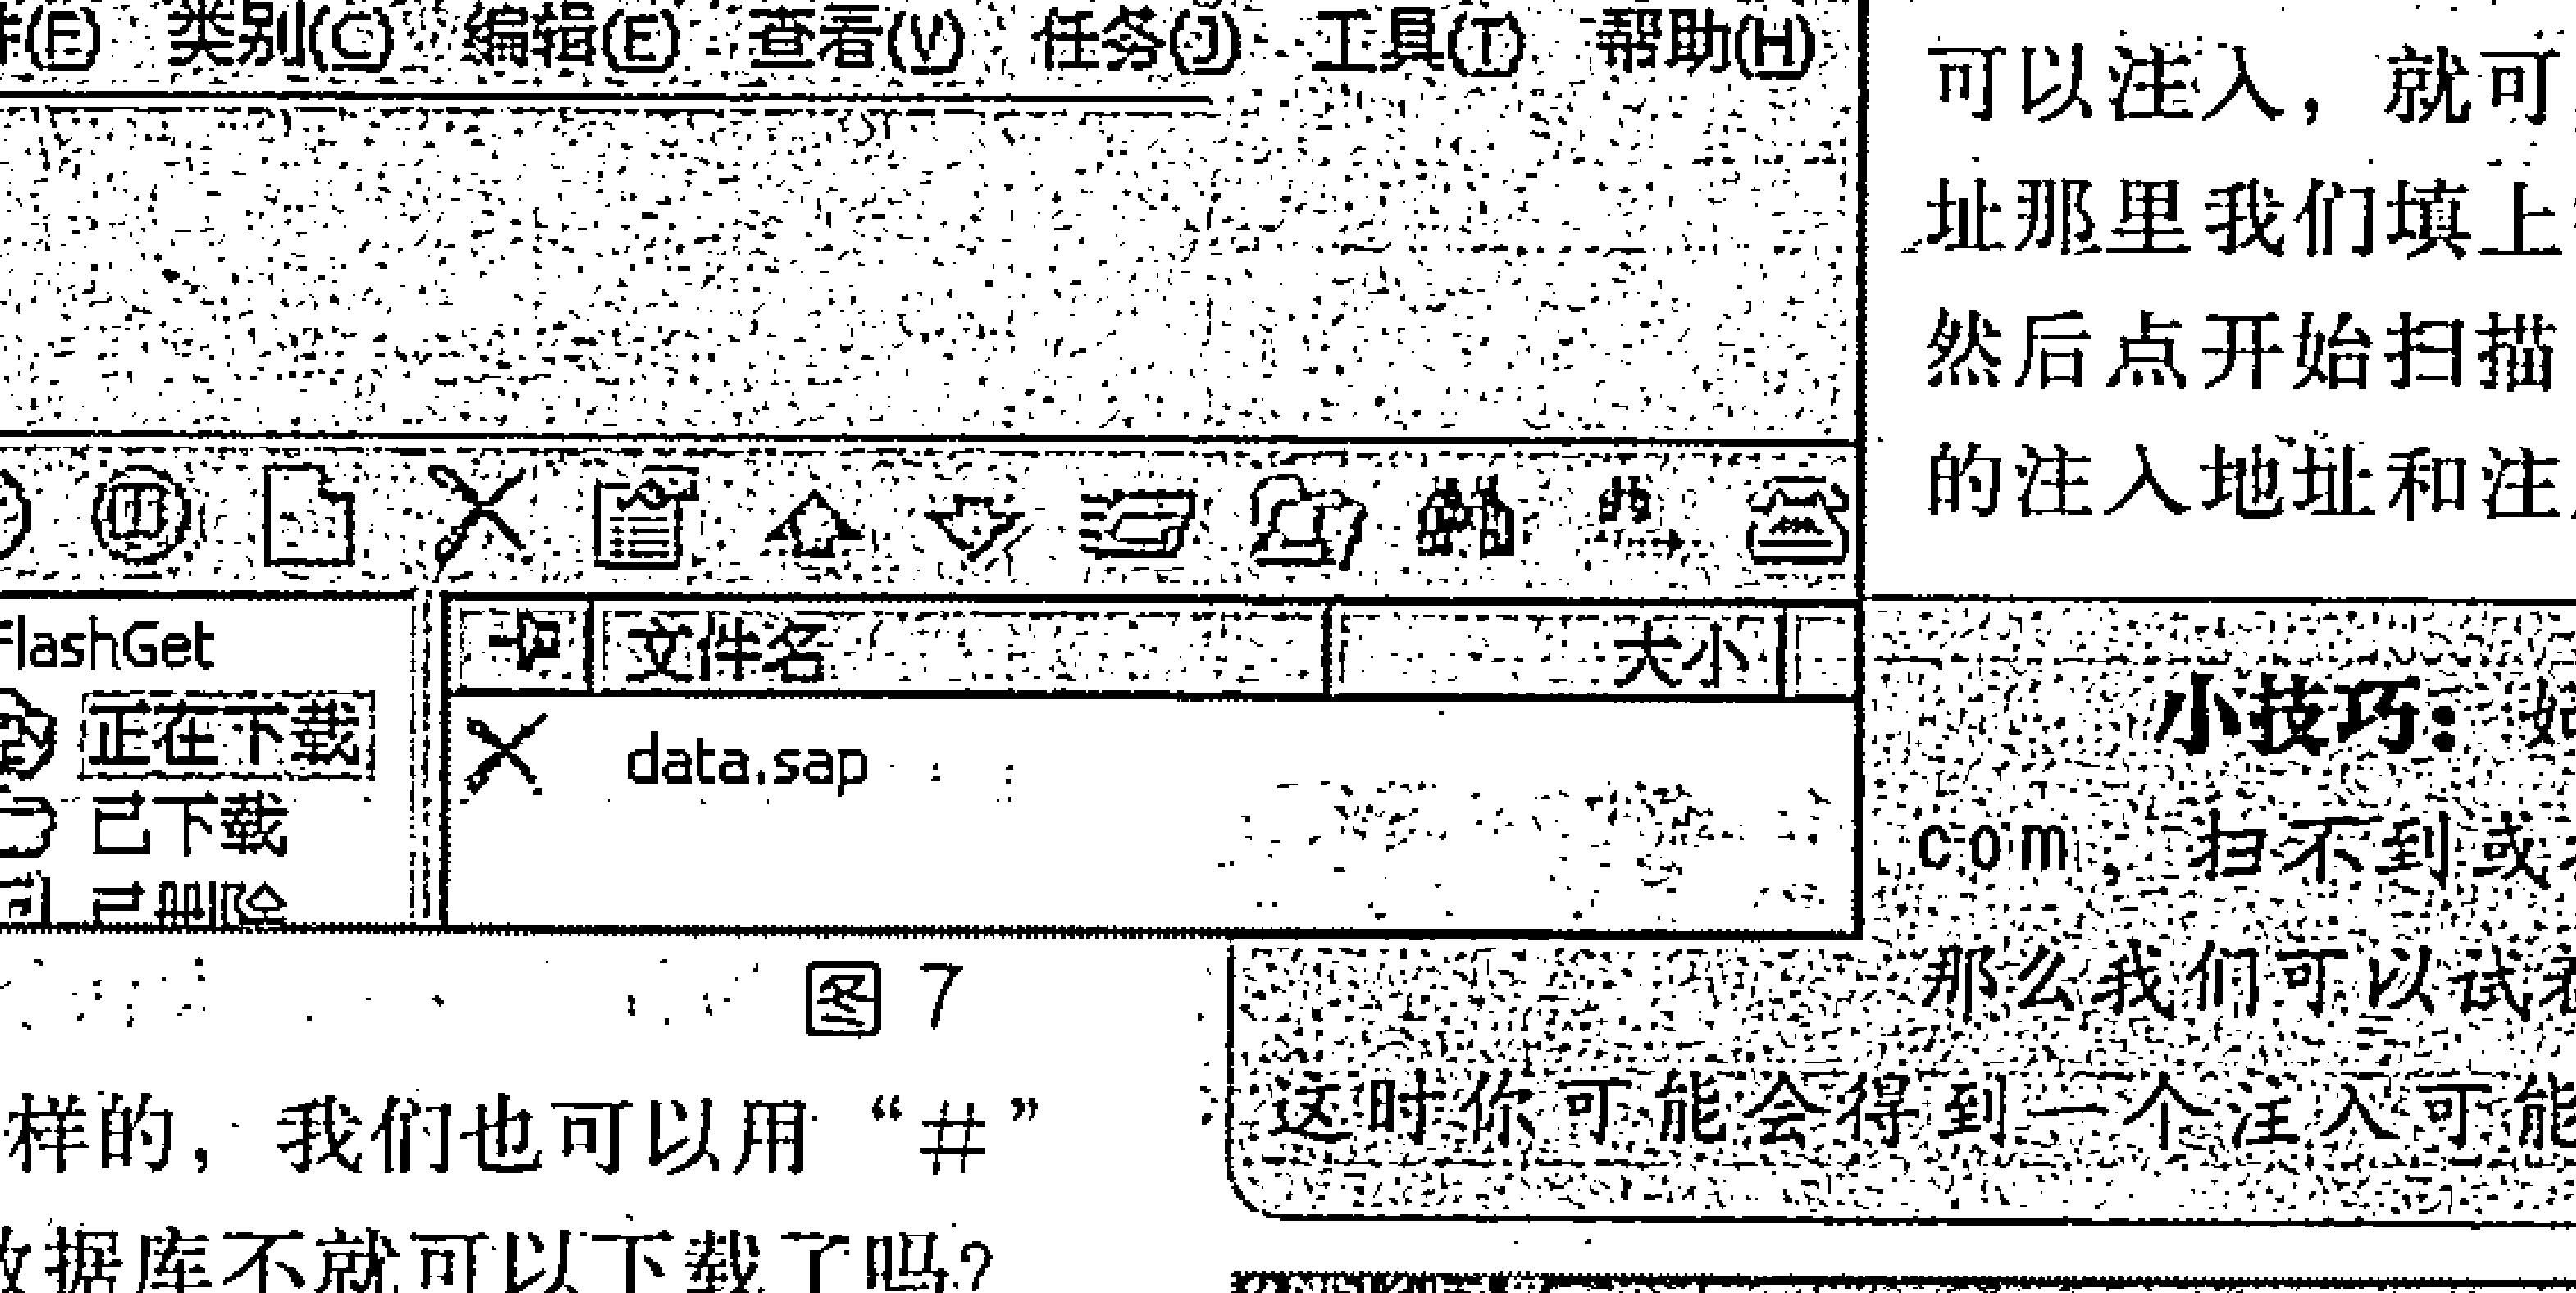 (F) 类别(C) 编辑(E) 查看(V) 任务(J) 工具(T) 帮助(H)
FlashGet
正在下载
已下载
已删除
文件名 大小
data.sap
图 7
样的，我们也可以用“#”
数据库不就可以下载了吗?
可以注入，就可
址那里我们填上
然后点开始扫描
的注入地址和注
小技巧：如
com，扫不到或
那么我们可以试着
这时你可能会得到一个注入可能